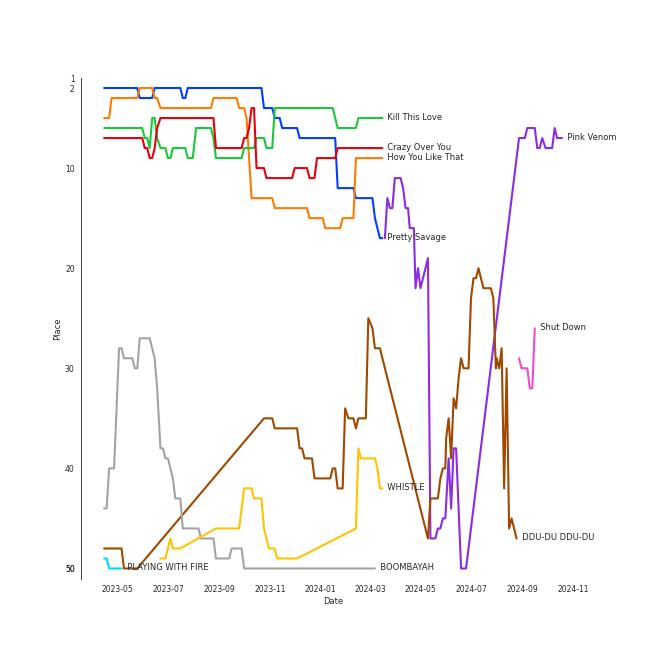 1
2
Kill This Love
Pink Venom
Crazy Over You
How You Like That
10
Pretty Savage
20
Place
Shut Down
30
40
WHISTLE
DDU-DU DDU-DU
50
PLAYING WITH FIRE
BOOMBAYAH
2023-05
2023-07
2023-09
2023-11
2024-01
2024-03
2024-05
2024-07
2024-09
2024-11
Date